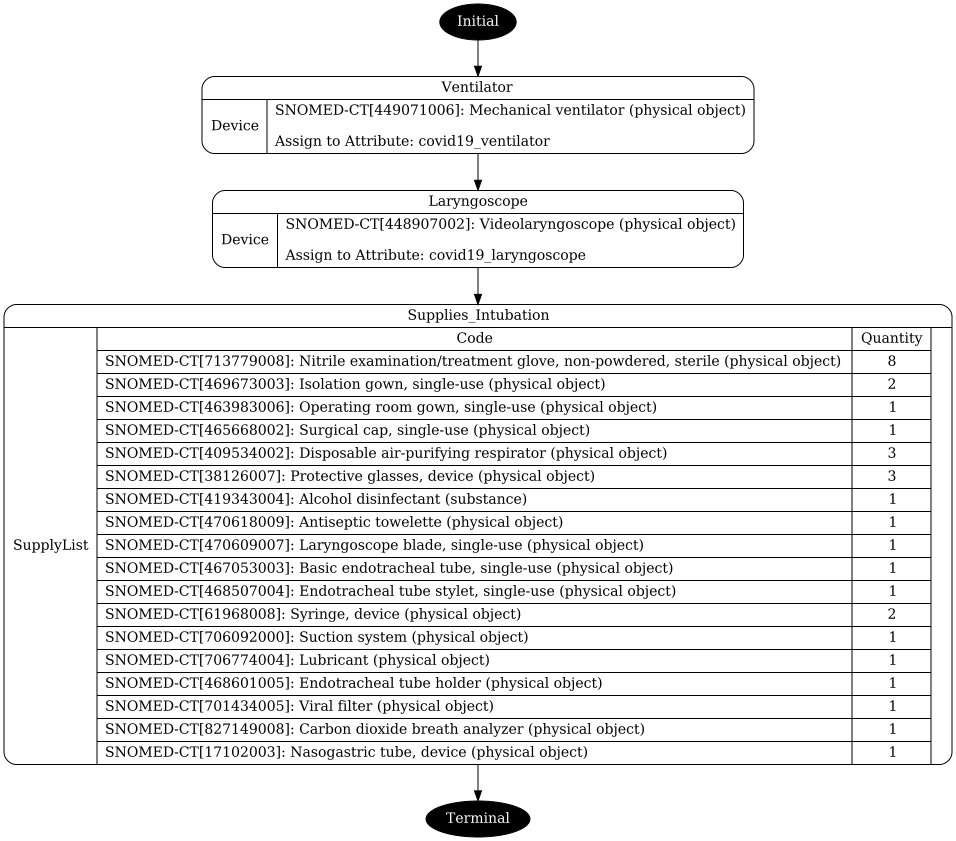 Initial
Ventilator
Device
SNOMED-CT[449071006]: Mechanical ventilator (physical object)
Assign to Attribute: covid19_ventilator
Laryngoscope
Device
SNOMED-CT[448907002]: Videolaryngoscope (physical object)
Assign to Attribute: covid19_laryngoscope
Supplies_Intubation
SupplyList
Code Quantity
SNOMED-CT[713779008]: Nitrile examination/treatment glove, non-powdered, sterile (physical object) 8
SNOMED-CT[469673003]: Isolation gown, single-use (physical object) 2
SNOMED-CT[463983006]: Operating room gown, single-use (physical object) 1
SNOMED-CT[465668002]: Surgical cap, single-use (physical object) 1
SNOMED-CT[409534002]: Disposable air-purifying respirator (physical object) 3
SNOMED-CT[38126007]: Protective glasses, device (physical object) 3
SNOMED-CT[419343004]: Alcohol disinfectant (substance) 1
SNOMED-CT[470618009]: Antiseptic towelette (physical object) 1
SNOMED-CT[470609007]: Laryngoscope blade, single-use (physical object) 1
SNOMED-CT[467053003]: Basic endotracheal tube, single-use (physical object) 1
SNOMED-CT[468507004]: Endotracheal tube stylet, single-use (physical object) 1
SNOMED-CT[61968008]: Syringe, device (physical object) 2
SNOMED-CT[706092000]: Suction system (physical object) 1
SNOMED-CT[706774004]: Lubricant (physical object) 1
SNOMED-CT[468601005]: Endotracheal tube holder (physical object) 1
SNOMED-CT[701434005]: Viral filter (physical object) 1
SNOMED-CT[827149008]: Carbon dioxide breath analyzer (physical object) 1
SNOMED-CT[17102003]: Nasogastric tube, device (physical object) 1
Terminal